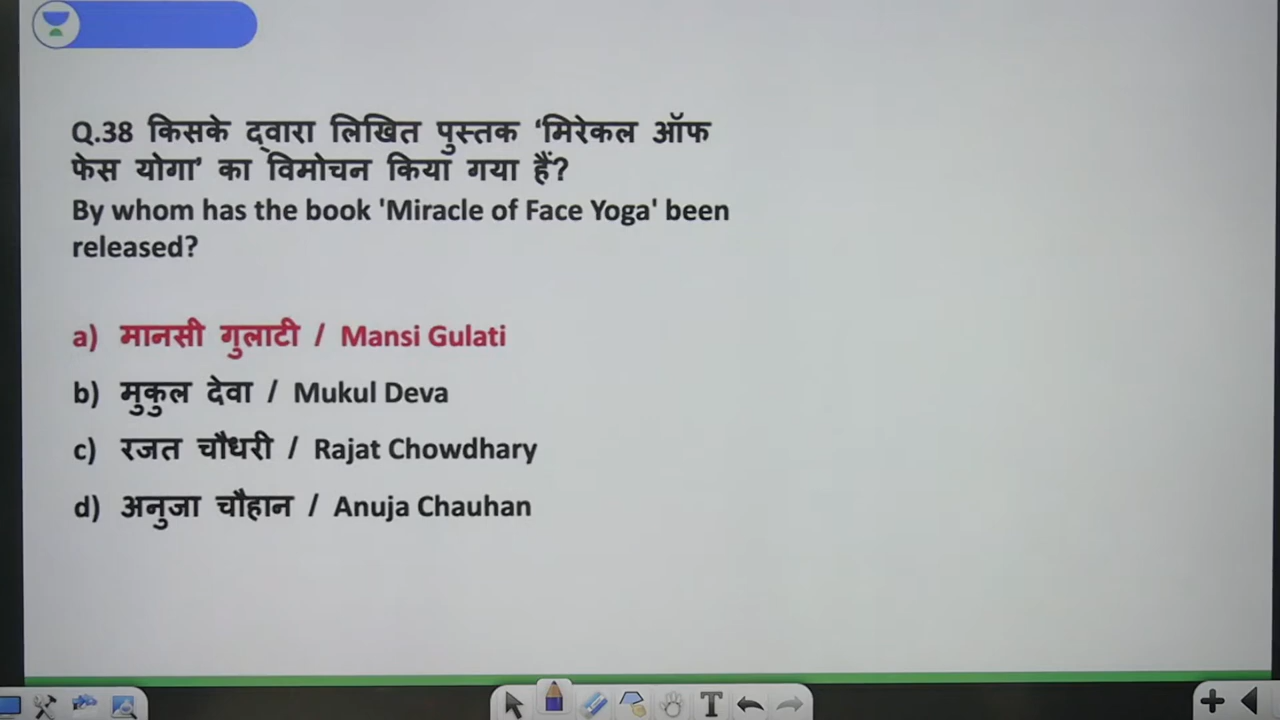 Q.38 किसके द्वारा लिखित पुस्तक ‘मिरेकल ऑफ
फेस योगा’ का विमोचन किया गया हैं?
By whom has the book 'Miracle of Face Yoga' been
released?
a) मानसी गुलाटी / Mansi Gulati
b) मुकुल देवा / Mukul Deva
c) रजत चौधरी / Rajat Chowdhary
d) अनुजा चौहान / Anuja Chauhan
T